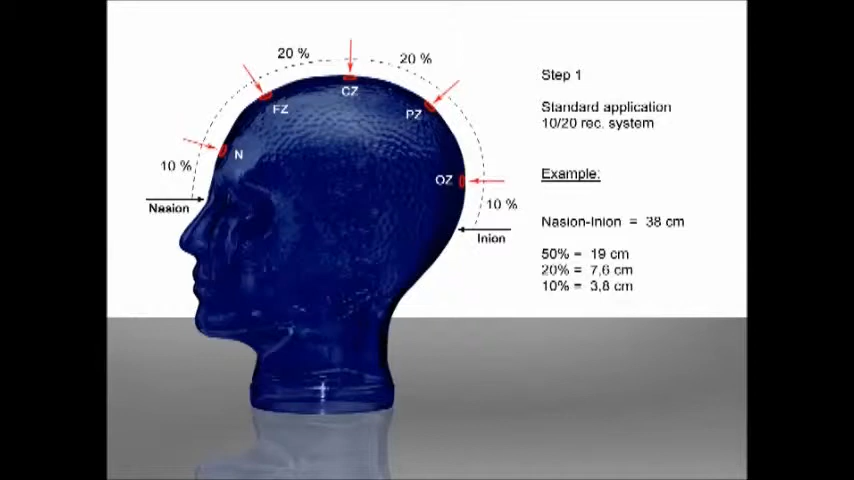 20 %
20 %
CZ
FZ
PZ
N
OZ
10 %
10 %
Nasion
Inion
Step 1
Standard application
10/20 rec. system
Example:
Nasion-Inion = 38 cm
50% = 19 cm
20% = 7,6 cm
10% = 3,8 cm